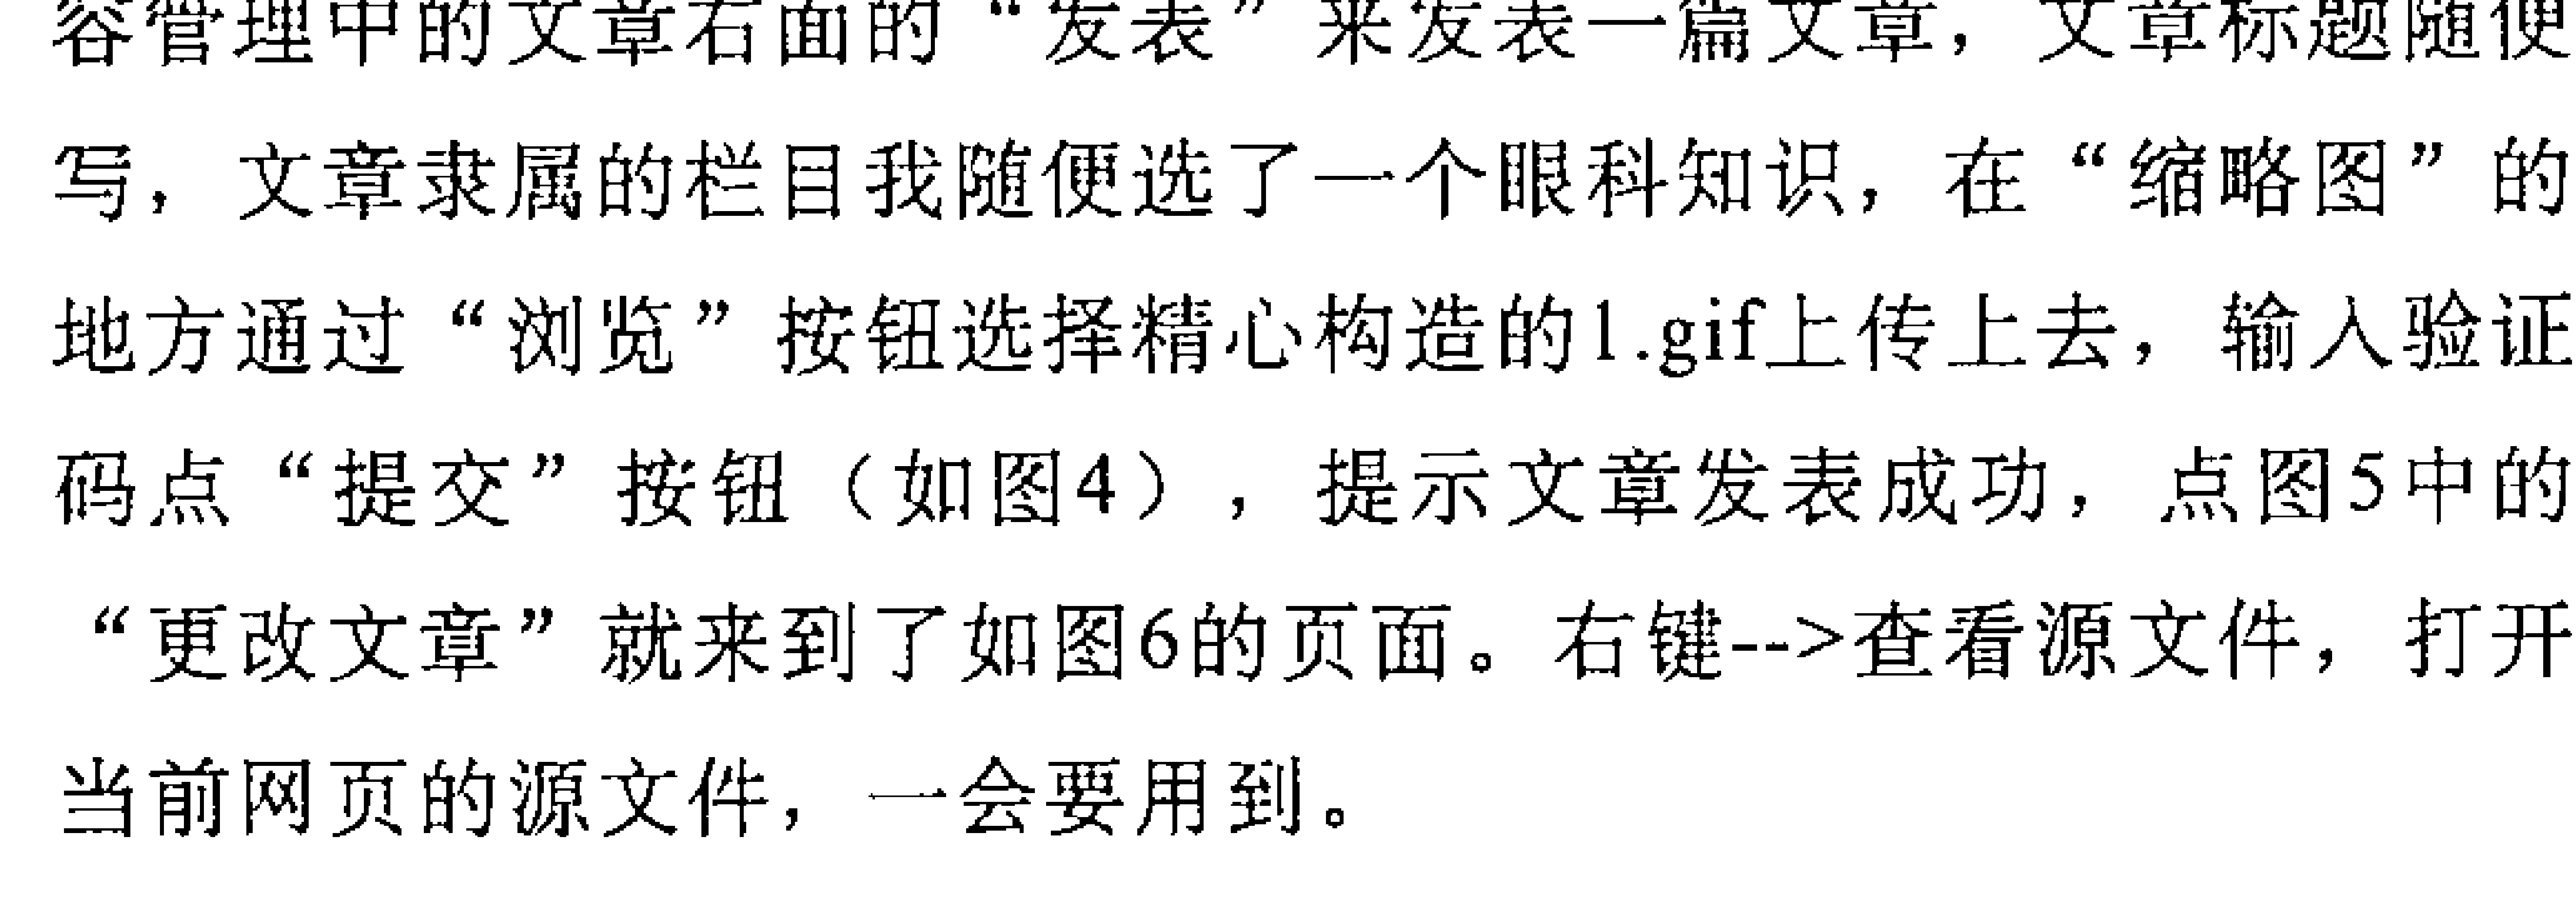 容管理中的文章右面的“发表”来发表一篇文章，文章标题随便
写，文章隶属的栏目我随便选了一个眼科知识，在“缩略图”的
地方通过“浏览”按钮选择精心构造的1.gif上传上去，输入验证
码点“提交”按钮（如图4），提示文章发表成功，点图5中的
“更改文章”就来到了如图6的页面。右键-->查看源文件，打开
当前网页的源文件，一会要用到。